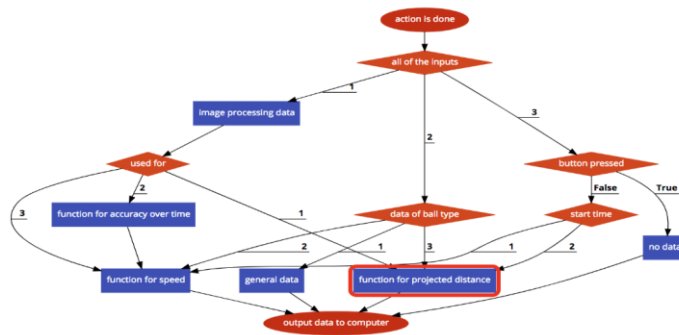 action is done
all of the inputs
1
image processing data
2
3
used for
button pressed
2
False
True
3
function for accuracy over time
1
data of ball type
start time
2
1
3
1
2
no data
function for speed
general data
function for projected distance
output data to computer